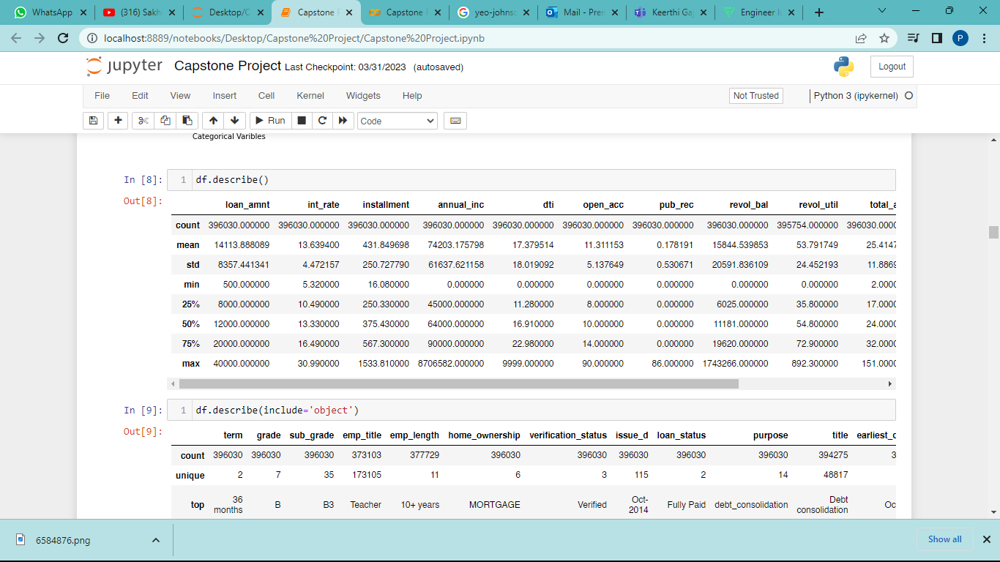 WhatsApp (316) Sakh Desktop/C Capstone P Capstone P yeo-johnso Mail - Pren Keerthi Ga Engineer
localhost:8889/notebooks/Desktop/Capstone%20Project/Capstone%20Project.ipynb P
jupyter Capstone Project Last Checkpoint: 03/31/2023 (autosaved) Logout
File Edit View Insert Cell Kernel Widgets Help Not Trusted Python 3 (ipykernel)
Run Code
Categorical Varibles
In [8]: 1 df.describe()
Out[8]:
loan_amnt int_rate installment annual_inc dti open_acc pub_rec revol_bal revol_util total_a
count 396030.000000 396030.000000 396030.000000 396030.000000 396030.000000 396030.000000 396030.000000 396030.000000 395754.000000 396030.000
mean 14113.888089 13.639400 431.849698 74203.175798 17.379514 11.311153 0.178191 15844.539853 53.791749 25.4147
std 8357.441341 4.472157 250.727790 61637.621158 18.019092 5.137649 0.530671 20591.836109 24.452193 11.8869
min 500.000000 5.320000 16.080000 0.000000 0.000000 0.000000 0.000000 0.000000 0.000000 2.0000
25% 8000.000000 10.490000 250.330000 45000.000000 11.280000 8.000000 0.000000 6025.000000 35.800000 17.0000
50% 12000.000000 13.330000 375.430000 64000.000000 16.910000 10.000000 0.000000 11181.000000 54.800000 24.0000
75% 20000.000000 16.490000 567.300000 90000.000000 22.980000 14.000000 0.000000 19620.000000 72.900000 32.0000
max 40000.000000 30.990000 1533.810000 8706582.000000 9999.000000 90.000000 86.000000 1743266.000000 892.300000 151.0000
In [9]: 1 df.describe(include='object')
Out[9]:
term grade sub_grade emp_title emp_length home_ownership verification_status issue_d loan_status purpose title earliest_c
count 396030 396030 396030 373103 377729 396030 396030 396030 396030 396030 394275 3
unique 2 7 35 173105 11 6 3 115 2 14 48817
top 36 months B B3 Teacher 10+ years MORTGAGE Verified Oct-2014 Fully Paid debt_consolidation Debt consolidation Oc
6584876.png Show all